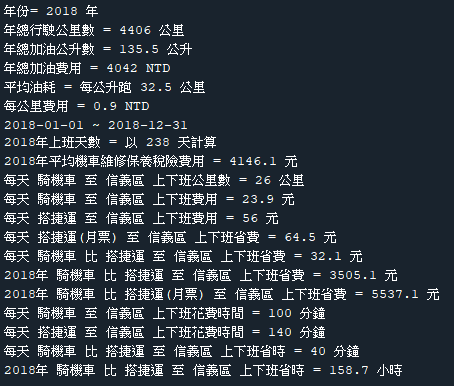 年份= 2018 年
年總行駛公里數 = 4406 公里
年總加油公升數 = 135.5 公升
年總加油費用 = 4042 NTD
平均油耗 = 每公升跑 32.5 公里
每公里費用 = 0.9 NTD
2018-01-01 ~ 2018-12-31
2018年上班天數 = 以 238 天計算
2018年平均機車維修保養稅險費用 = 4146.1 元
每天 騎機車 至 信義區 上下班公里數 = 26 公里
每天 騎機車 至 信義區 上下班費用 = 23.9 元
每天 搭捷運 至 信義區 上下班費用 = 56 元
每天 搭捷運(月票) 至 信義區 上下班省費 = 64.5 元
每天 騎機車 比 搭捷運 至 信義區 上下班省費 = 32.1 元
2018年 騎機車 比 搭捷運 至 信義區 上下班省費 = 3505.1 元
2018年 騎機車 比 搭捷運(月票) 至 信義區 上下班省費 = 5537.1 元
每天 騎機車 至 信義區 上下班花費時間 = 100 分鐘
每天 搭捷運 至 信義區 上下班花費時間 = 140 分鐘
每天 騎機車 比 搭捷運 至 信義區 上下班省時 = 40 分鐘
2018年 騎機車 比 搭捷運 至 信義區 上下班省時 = 158.7 小時